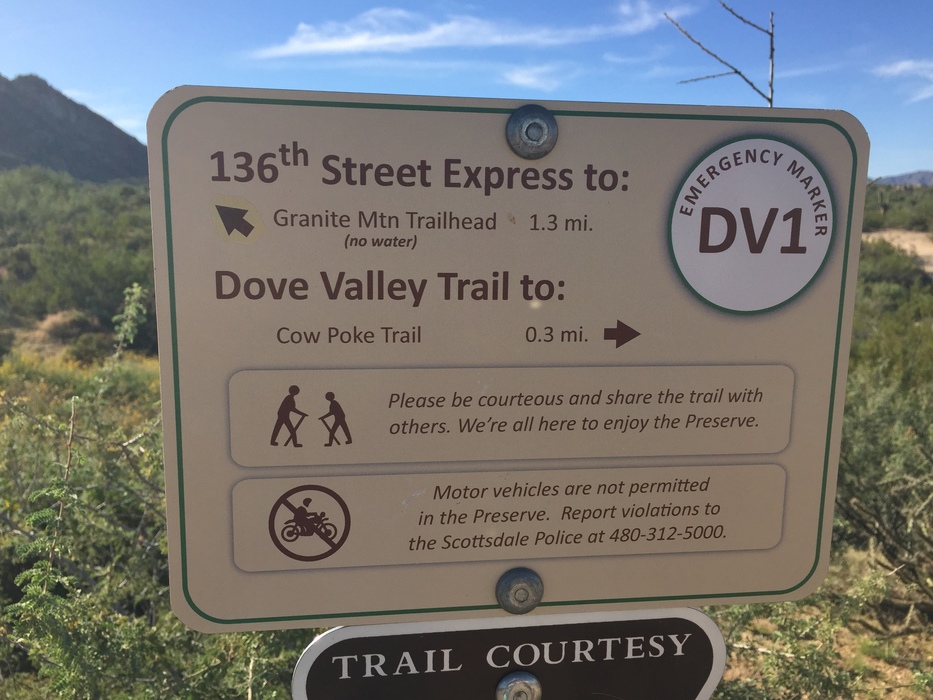 136th Street Express to:
Granite Mtn Trailhead 1.3 mi.
(no water)
EMERGENCY MARKER
DV1
Dove Valley Trail to:
Cow Poke Trail 0.3 mi.
Please be courteous and share the trail with
others. We're all here to enjoy the Preserve.
Motor vehicles are not permitted
in the Preserve. Report violations to
the Scottsdale Police at 480-312-5000.
TRAIL COURTESY